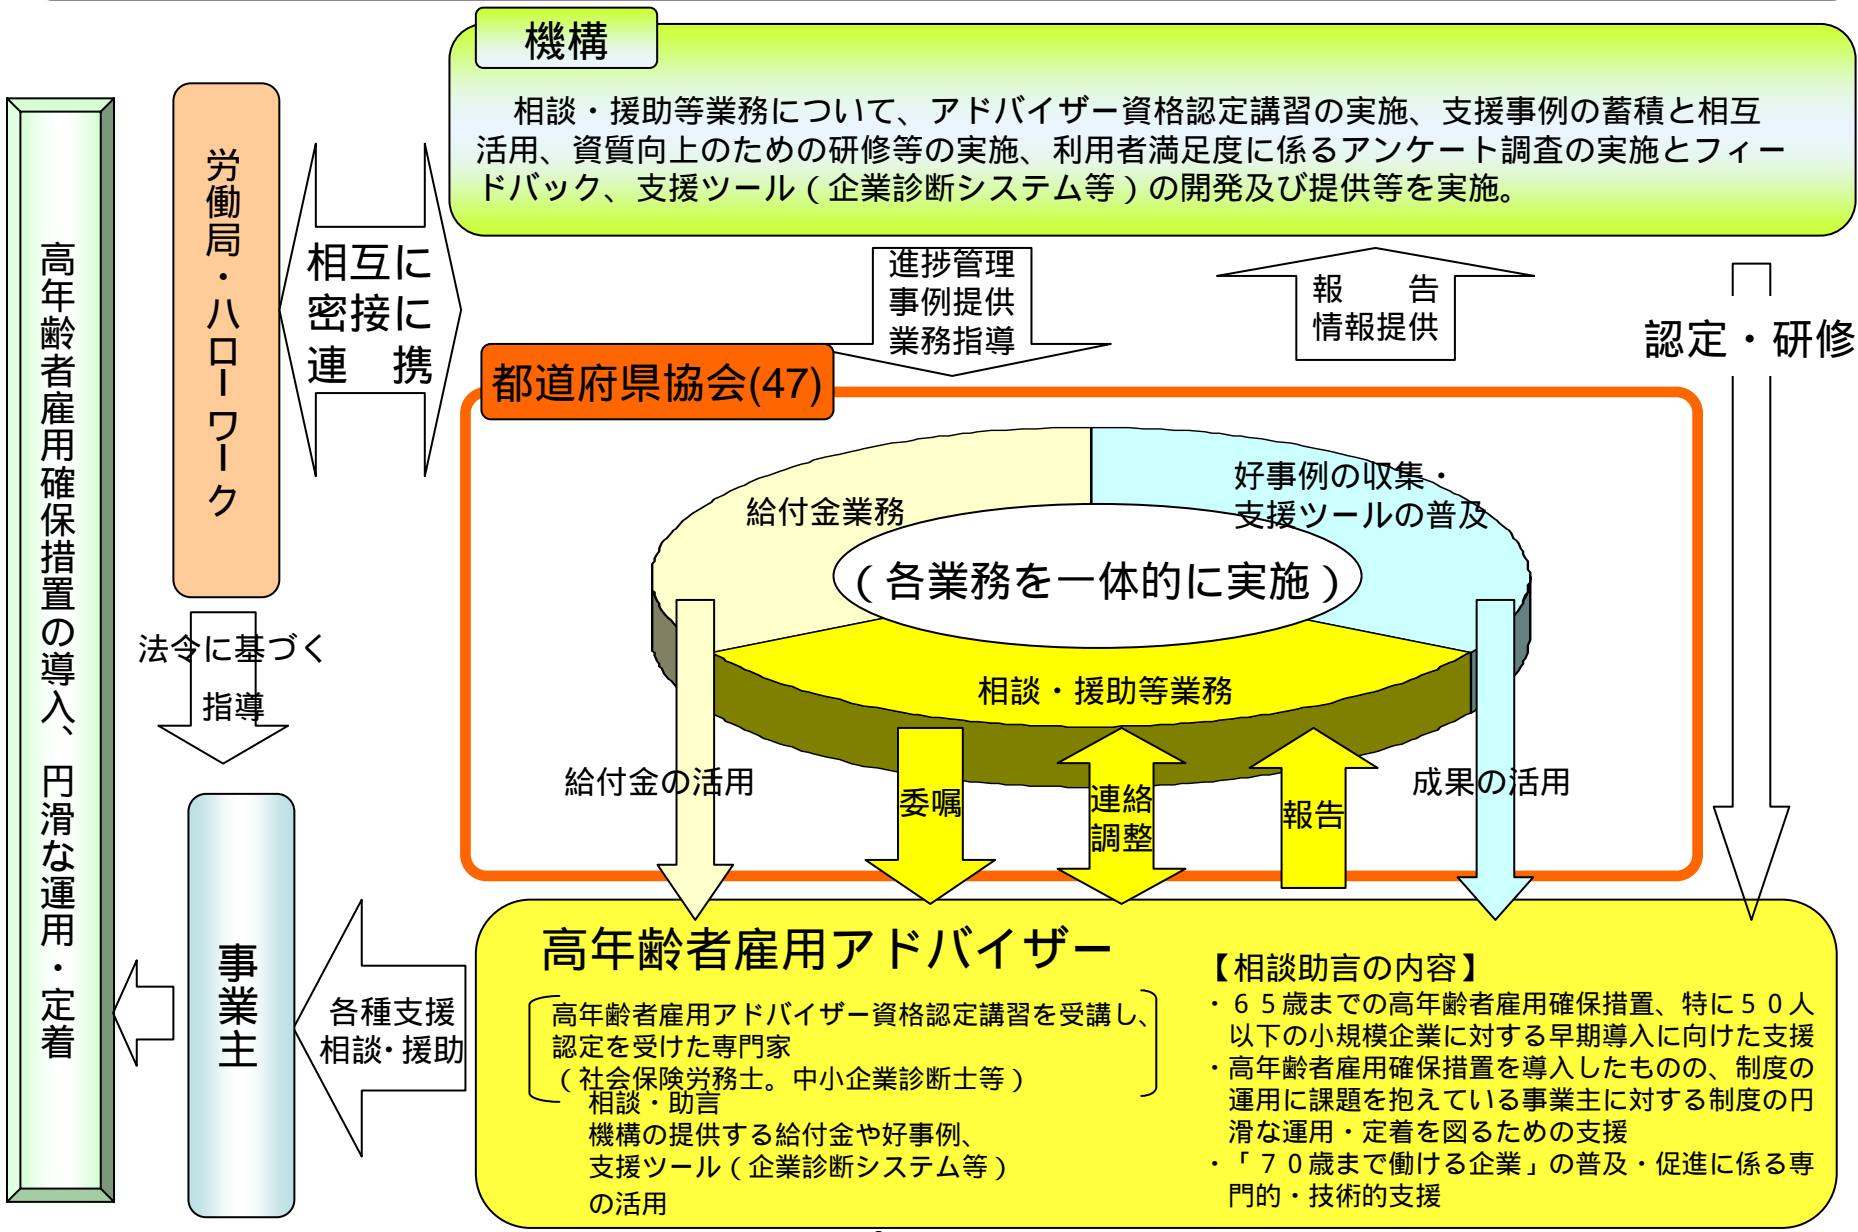 機構
相談・援助等業務について、アドバイザー資格認定講習の実施、支援事例の蓄積と相互
活用、資質向上のための研修等の実施、利用者満足度に係るアンケート調査の実施とフィー
ドバック、支援ツール（企業診断システム等）の開発及び提供等を実施。
高年齢者雇用確保措置の導入、円滑な運用・定着
労働局・ハローワーク
相互に
密接に
連　携
進捗管理
事例提供
業務指導
報　　告
情報提供
認定・研修
都道府県協会(47)
給付金業務
好事例の収集・
支援ツールの普及
（各業務を一体的に実施）
相談・援助等業務
法令に基づく
指導
給付金の活用
委嘱
連絡
調整
報告
成果の活用
事業主
各種支援
相談・援助
高年齢者雇用アドバイザー
高年齢者雇用アドバイザー資格認定講習を受講し、
認定を受けた専門家
（社会保険労務士。中小企業診断士等）
相談・助言
機構の提供する給付金や好事例、
支援ツール（企業診断システム等）
の活用
【相談助言の内容】
・６５歳までの高年齢者雇用確保措置、特に５０人
以下の小規模企業に対する早期導入に向けた支援
・高年齢者雇用確保措置を導入したものの、制度の
運用に課題を抱えている事業主に対する制度の円
滑な運用・定着を図るための支援
・「７０歳まで働ける企業」の普及・促進に係る専
門的・技術的支援